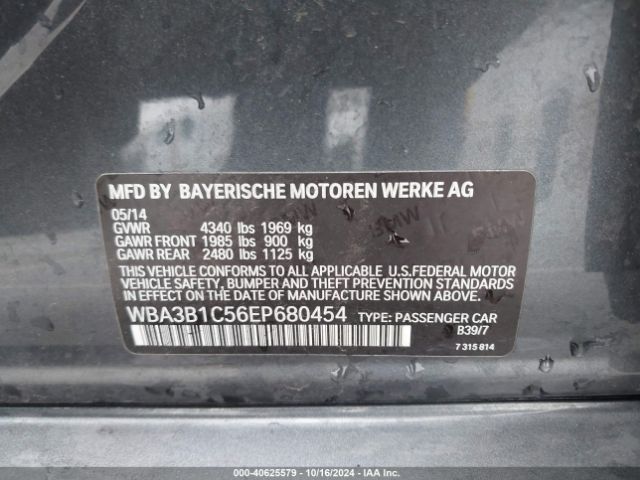 MFD BY BAYERISCHE MOTOREN WERKE AG
05/14
GVWR 4340 lbs 1969 kg
GAWR FRONT 1985 lbs 900 kg
GAWR REAR 2480 lbs 1125 kg
THIS VEHICLE CONFORMS TO ALL APPLICABLE U.S.FEDERAL MOTOR
VEHICLE SAFETY, BUMPER AND THEFT PREVENTION STANDARDS
IN EFFECT ON THE DATE OF MANUFACTURE SHOWN ABOVE.
WBA3B1C56EP680454 TYPE: PASSENGER CAR
B39/7
7 315 814
000-40625579 - 10/16/2024 - IAA Inc.